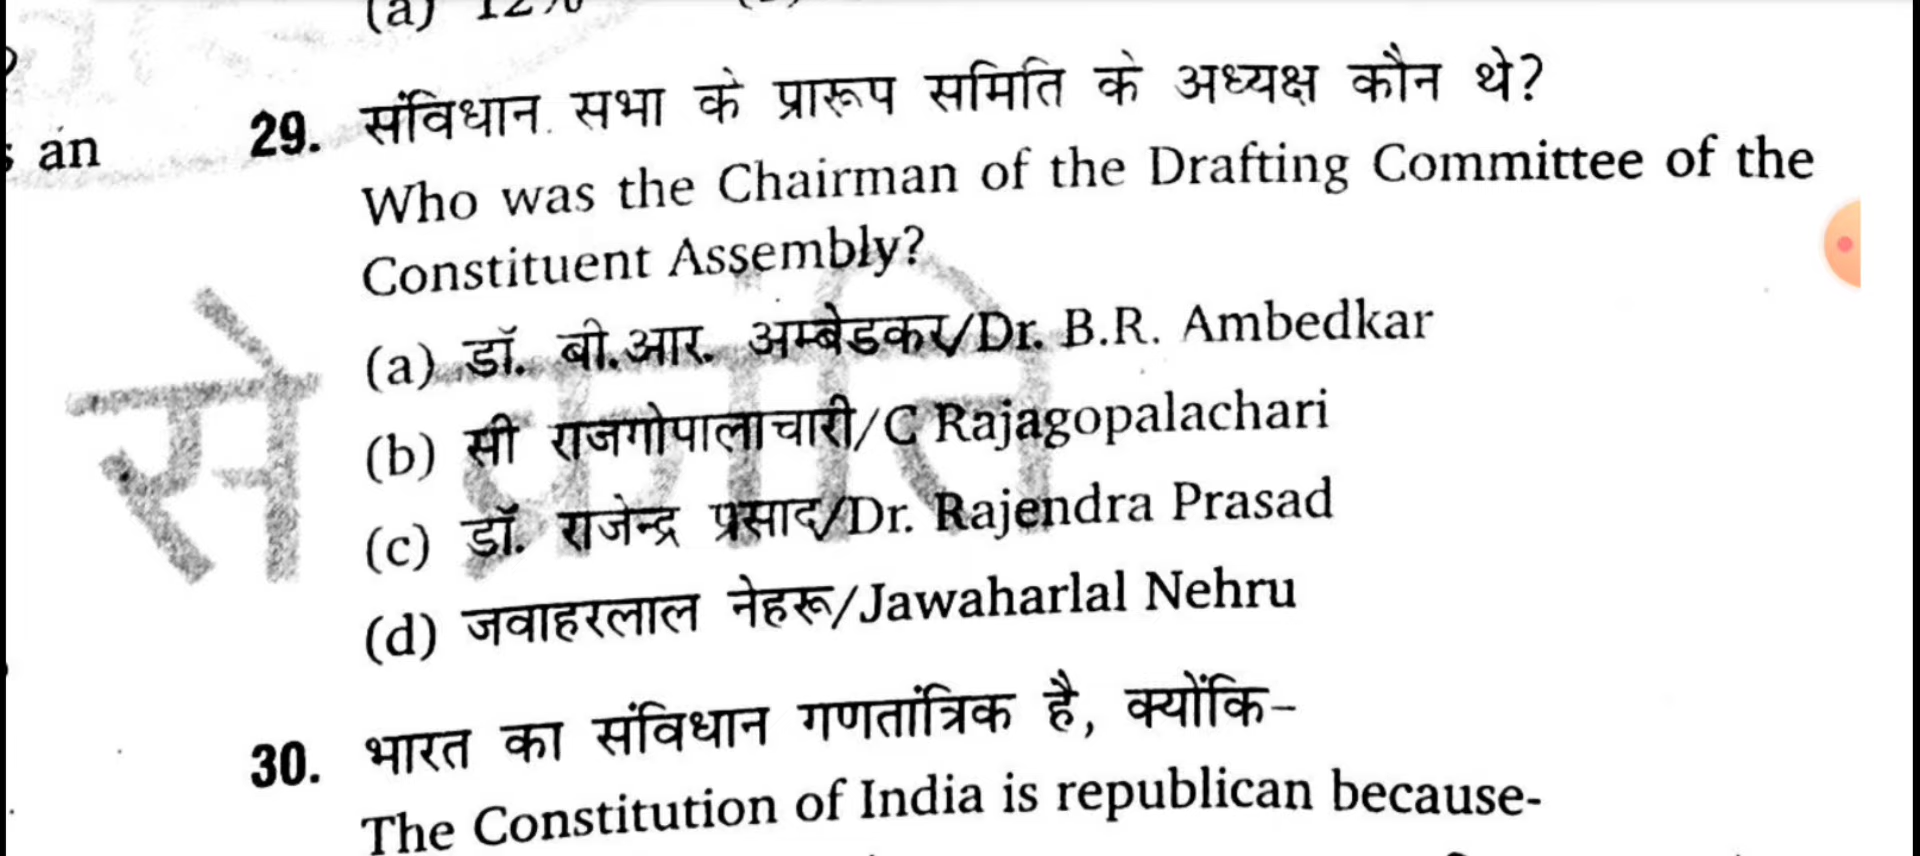 (a) 12%
s an
29. संविधान सभा के प्रारूप समिति के अध्यक्ष कौन थे?
Who was the Chairman of the Drafting Committee of the
Constituent Assembly?
(a) डॉ. बी.आर. अम्बेडकर/Dr. B.R. Ambedkar
(b) सी राजगोपालाचारी/C Rajagopalachari
(c) डॉ. राजेन्द्र प्रसाद/Dr. Rajendra Prasad
(d) जवाहरलाल नेहरू/Jawaharlal Nehru
से
30. भारत का संविधान गणतांत्रिक है, क्योंकि–
The Constitution of India is republican because-